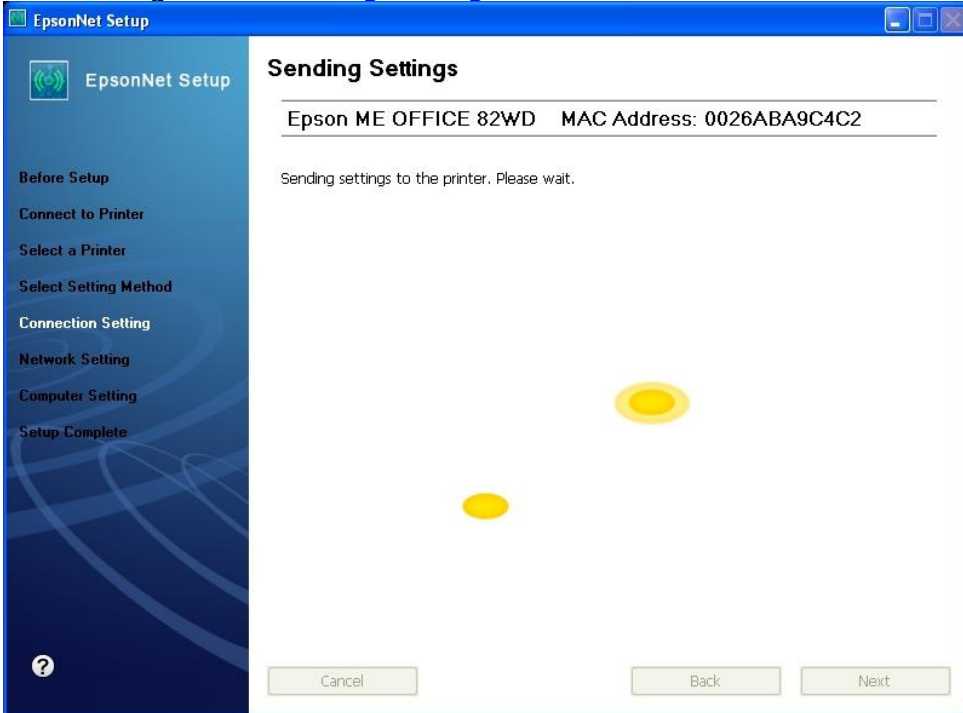 EpsonNet Setup
EpsonNet Setup
Sending Settings
Epson ME OFFICE 82WD MAC Address: 0026ABA9C4C2
Sending settings to the printer. Please wait.
Before Setup
Connect to Printer
Select a Printer
Select Setting Method
Connection Setting
Network Setting
Computer Setting
Setup Complete
?
Cancel
Back
Next